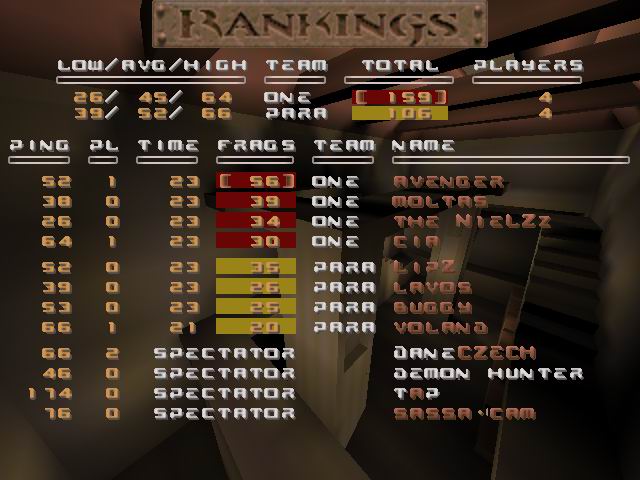 RANKINGS
LOW/AVG/HIGH TEAM TOTAL PLAYERS
26/ 45/ 64 ONE [ 159] 4
39/ 52/ 66 PARA 106 4
PING PL TIME FRAGS TEAM NAME
52 1 23 [ 56] ONE AVENGER
38 0 23 39 ONE MOLTAS
26 0 23 34 ONE THE NIELZX
64 1 23 30 ONE CIA
52 0 23 35 PARA LIPZ
39 0 23 26 PARA LAVOS
53 0 23 25 PARA BUGGY
66 1 21 20 PARA VOLAND
66 2 SPECTATOR DANECZECH
46 0 SPECTATOR DEMON HUNTER
174 0 SPECTATOR TAP
76 0 SPECTATOR SASSA CAM